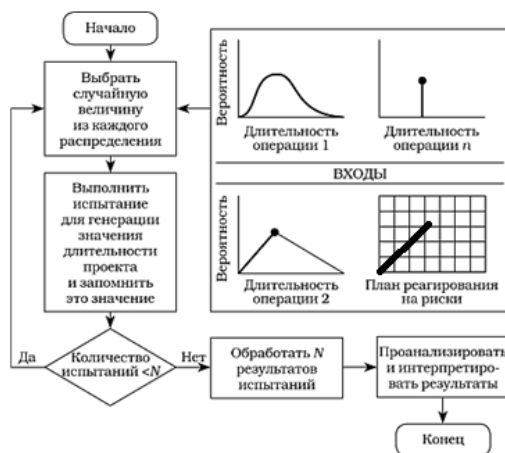 Начало
Выбрать
случайную
величину
из каждого
распределения
Выполнить
испытание
для генерации
значения
длительности
проекта
и запомнить
это значение
Да
Количество
испытаний <N
Нет
Вероятность
Длительность
операции 1
Длительность
операции n
ВХОДЫ
Вероятность
Длительность
операции 2
План реагирования
на риски
Обработать N
результатов
испытаний
Проанализировать
и интерпретиро-
вать результаты
Конец